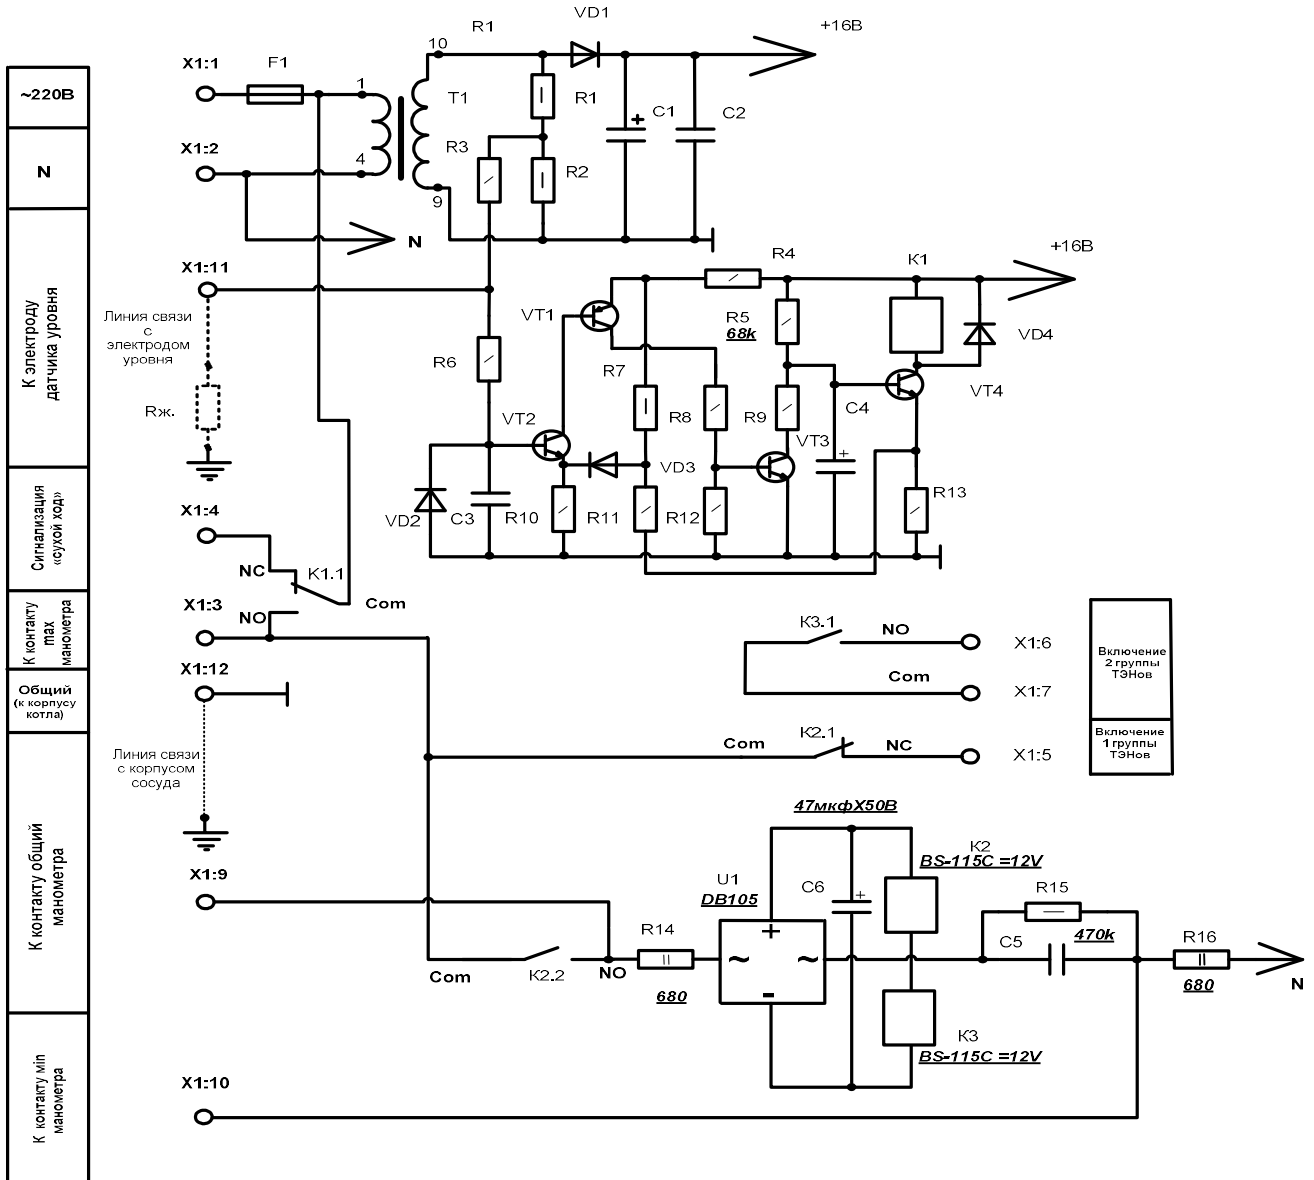 ~220В
N
К электроду
датчика уровня
Сигнализация
«сухой ход»
К контакту
max
манометра
Общий
(к корпусу
котла)
К контакту общий
манометра
К контакту min
манометра
X1:1
F1
X1:2
N
1
4
10
9
T1
R1
VD1
+16В
R1
R2
R3
C1
+
C2
X1:11
Линия связи
с
электродом
уровня
Rж.
R6
VT1
VT2
R7
R4
R5
68k
K1
+16В
VD4
VT4
R8
R9
C4
VT3
+
VD3
VD2
C3
R10
R11
R12
R13
X1:4
NC
K1.1
Com
X1:3
NO
X1:12
Линия связи
с корпусом
сосуда
K3.1
NO
X1:6
Com
X1:7
Com
K2.1
NC
X1:5
Включение
2 группы
ТЭНов
Включение
1 группы
ТЭНов
47мкфX50В
K2
BS-115C =12V
X1:9
U1
DB105
C6
+
R15
470k
C5
R14
680
R16
680
N
+
~
~
-
Com
K2.2
NO
K3
BS-115C =12V
X1:10